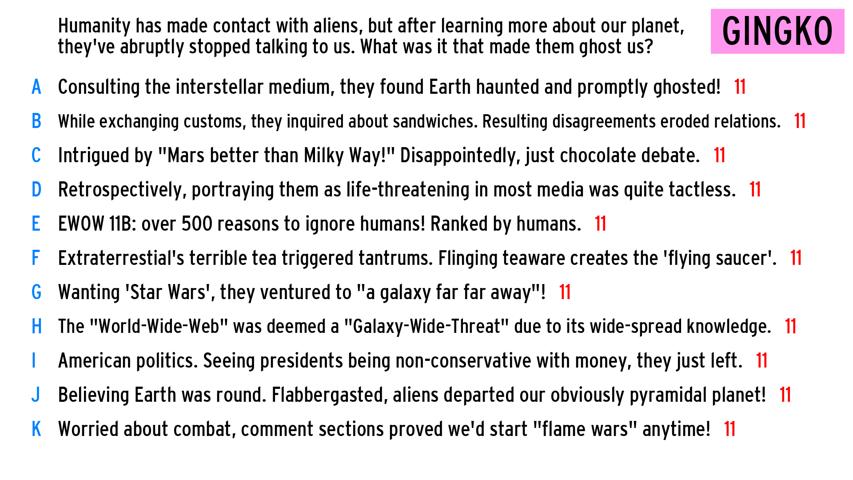 Humanity has made contact with aliens, but after learning more about our planet,
they've abruptly stopped talking to us. What was it that made them ghost us?
GINGKO
A Consulting the interstellar medium, they found Earth haunted and promptly ghosted! 11
B While exchanging customs, they inquired about sandwiches. Resulting disagreements eroded relations. 11
C Intrigued by "Mars better than Milky Way!" Disappointedly, just chocolate debate. 11
D Retrospectively, portraying them as life-threatening in most media was quite tactless. 11
E EWOW 11B: over 500 reasons to ignore humans! Ranked by humans. 11
F Extraterrestial's terrible tea triggered tantrums. Flinging teaware creates the 'flying saucer'. 11
G Wanting 'Star Wars', they ventured to "a galaxy far far away"! 11
H The "World-Wide-Web" was deemed a "Galaxy-Wide-Threat" due to its wide-spread knowledge. 11
I American politics. Seeing presidents being non-conservative with money, they just left. 11
J Believing Earth was round. Flabbergasted, aliens departed our obviously pyramidal planet! 11
K Worried about combat, comment sections proved we'd start "flame wars" anytime! 11